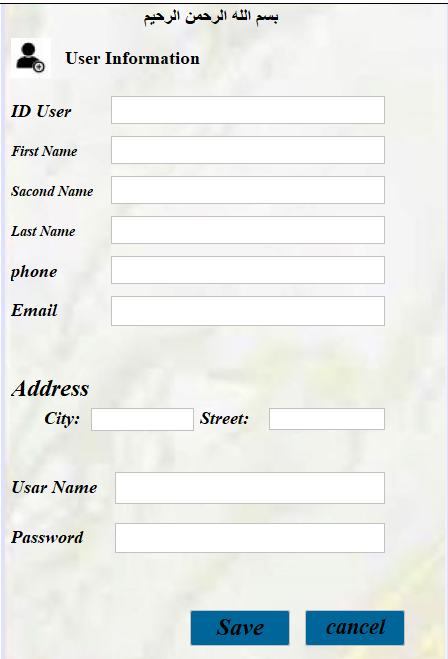 بسم الله الرحمن الرحيم
User Information
ID User
First Name
Sacond Name
Last Name
phone
Email
Address
City: Street:
Usar Name
Password
Save cancel